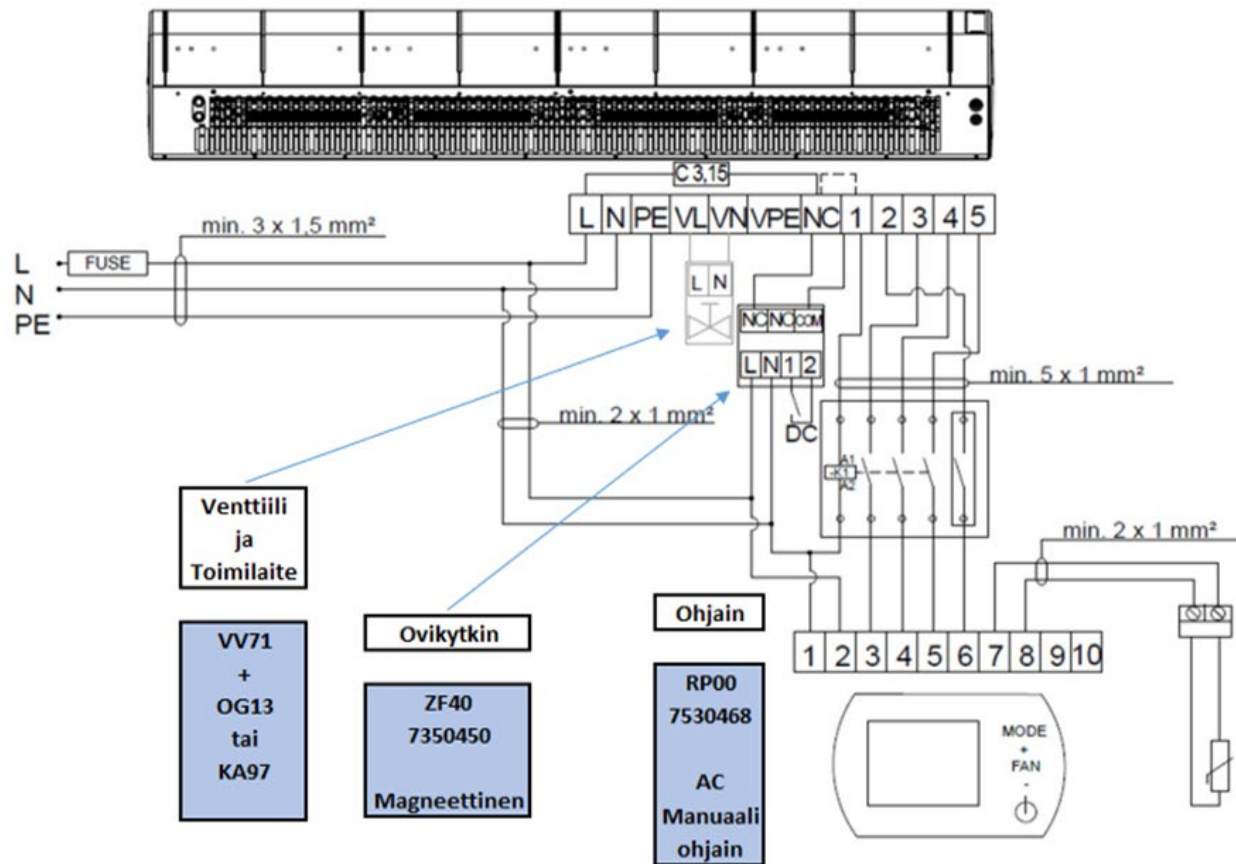 C 3,15
L N PE VL VN VPE NC 1 2 3 4 5
min. 3 x 1,5 mm²
L FUSE
N
PE
L N
NC NO COM
L N 1 2
DC
min. 5 x 1 mm²
min. 2 x 1 mm²
A1
-K1
A2
min. 2 x 1 mm²
Venttiili
ja
Toimilaite
VV71
+
OG13
tai
KA97
Ovikytkin
ZF40
7350450
Magneettinen
Ohjain
RP00
7530468
AC
Manuaali
ohjain
1 2 3 4 5 6 7 8 9 10
MODE
+
FAN
-